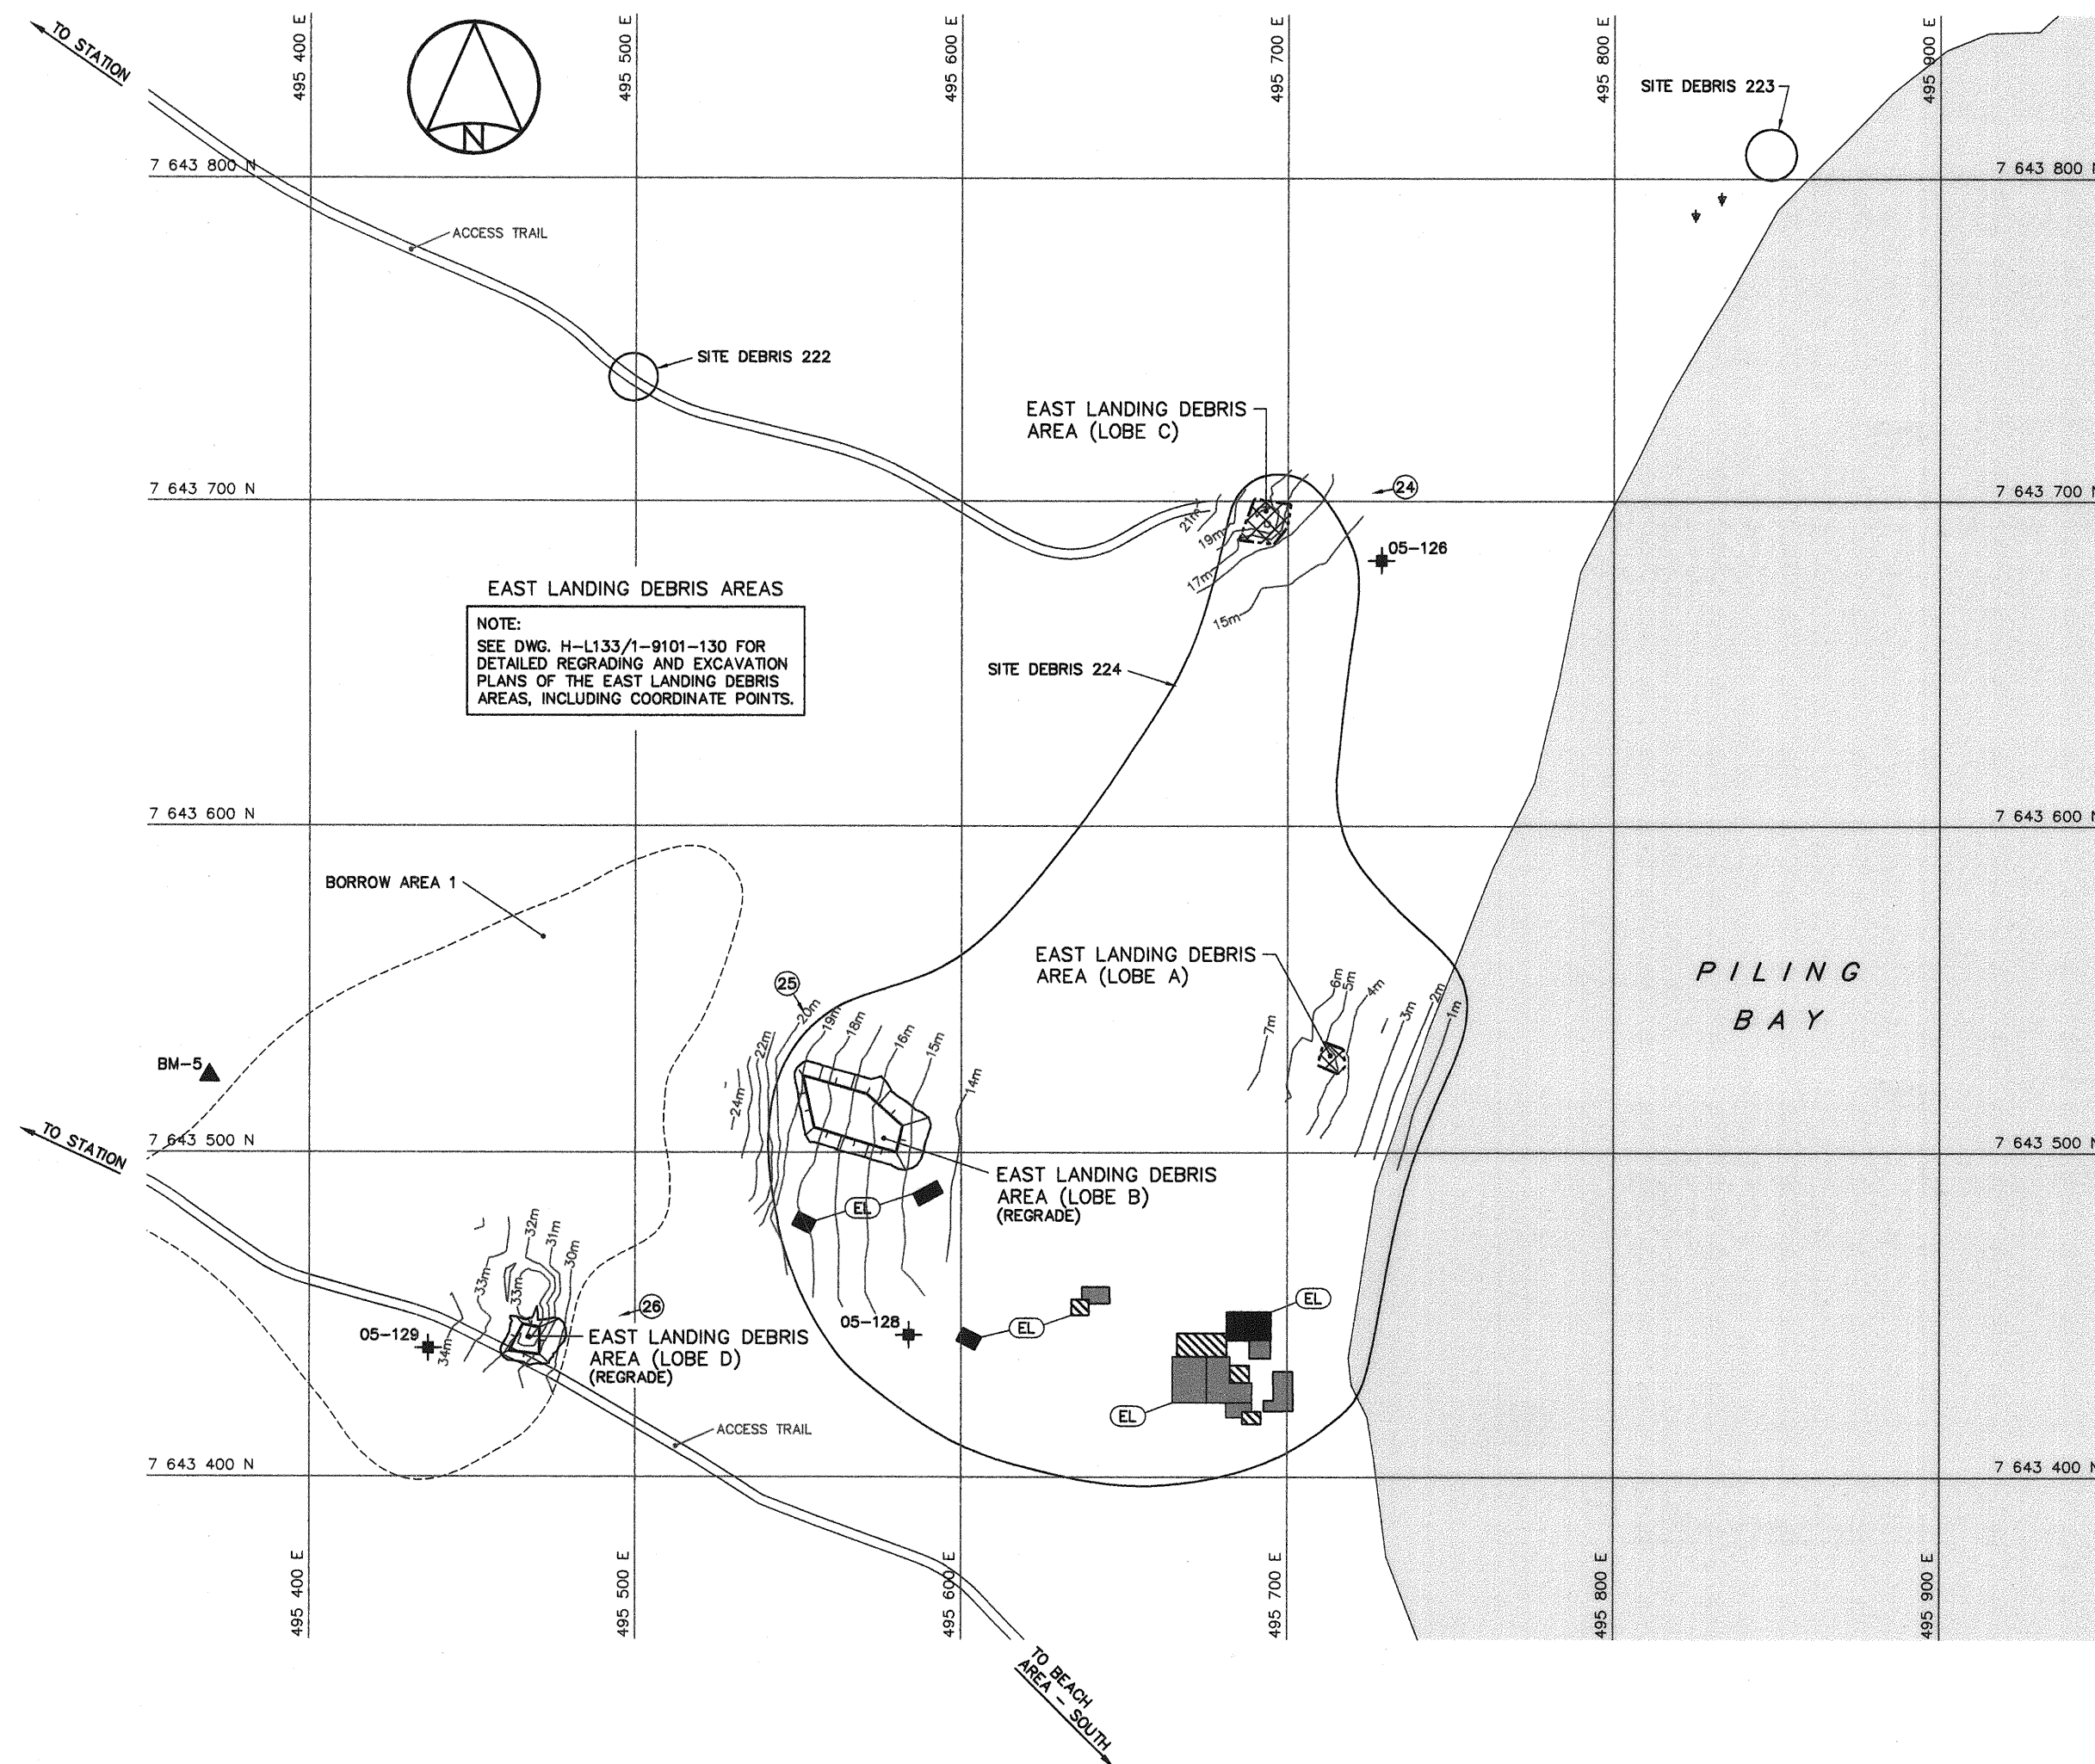 TO STATION
495 400 E
495 500 E
495 600 E
495 700 E
495 800 E
495 900 E
N
SITE DEBRIS 223
7 643 800 N
7 643 800 N
ACCESS TRAIL
SITE DEBRIS 222
EAST LANDING DEBRIS
AREA (LOBE C)
7 643 700 N
7 643 700 N
24
21m
19m
17m
15m
05-126
EAST LANDING DEBRIS AREAS
NOTE:
SEE DWG. H-L133/1-9101-130 FOR
DETAILED REGRADING AND EXCAVATION
PLANS OF THE EAST LANDING DEBRIS
AREAS, INCLUDING COORDINATE POINTS.
SITE DEBRIS 224
7 643 600 N
7 643 600 N
BORROW AREA 1
EAST LANDING DEBRIS
AREA (LOBE A)
PILING
BAY
25
24m
22m
20m
19m
18m
16m
15m
14m
7m
6m
5m
4m
3m
2m
1m
BM-5
TO STATION
7 643 500 N
7 643 500 N
EAST LANDING DEBRIS
AREA (LOBE B)
(REGRADE)
EL
34m
33m
33m
32m
31m
30m
26
05-129
EAST LANDING DEBRIS
AREA (LOBE D)
(REGRADE)
05-128
EL
EL
EL
ACCESS TRAIL
7 643 400 N
7 643 400 N
495 400 E
495 500 E
495 600 E
495 700 E
495 800 E
495 900 E
TO BEACH
AREA - SOUTH